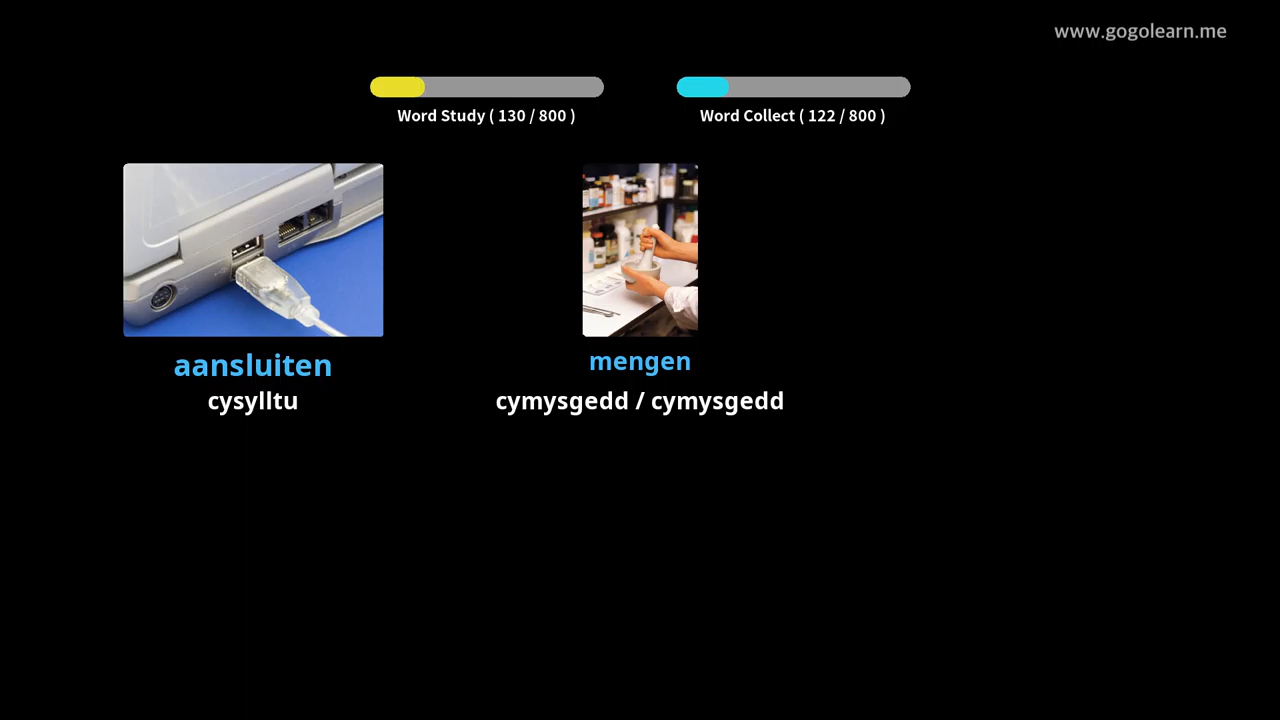 www.gogolearn.me
Word Study ( 130 / 800 )
Word Collect ( 122 / 800 )
aansluiten
cysylltu
mengen
cymysgedd / cymysgedd